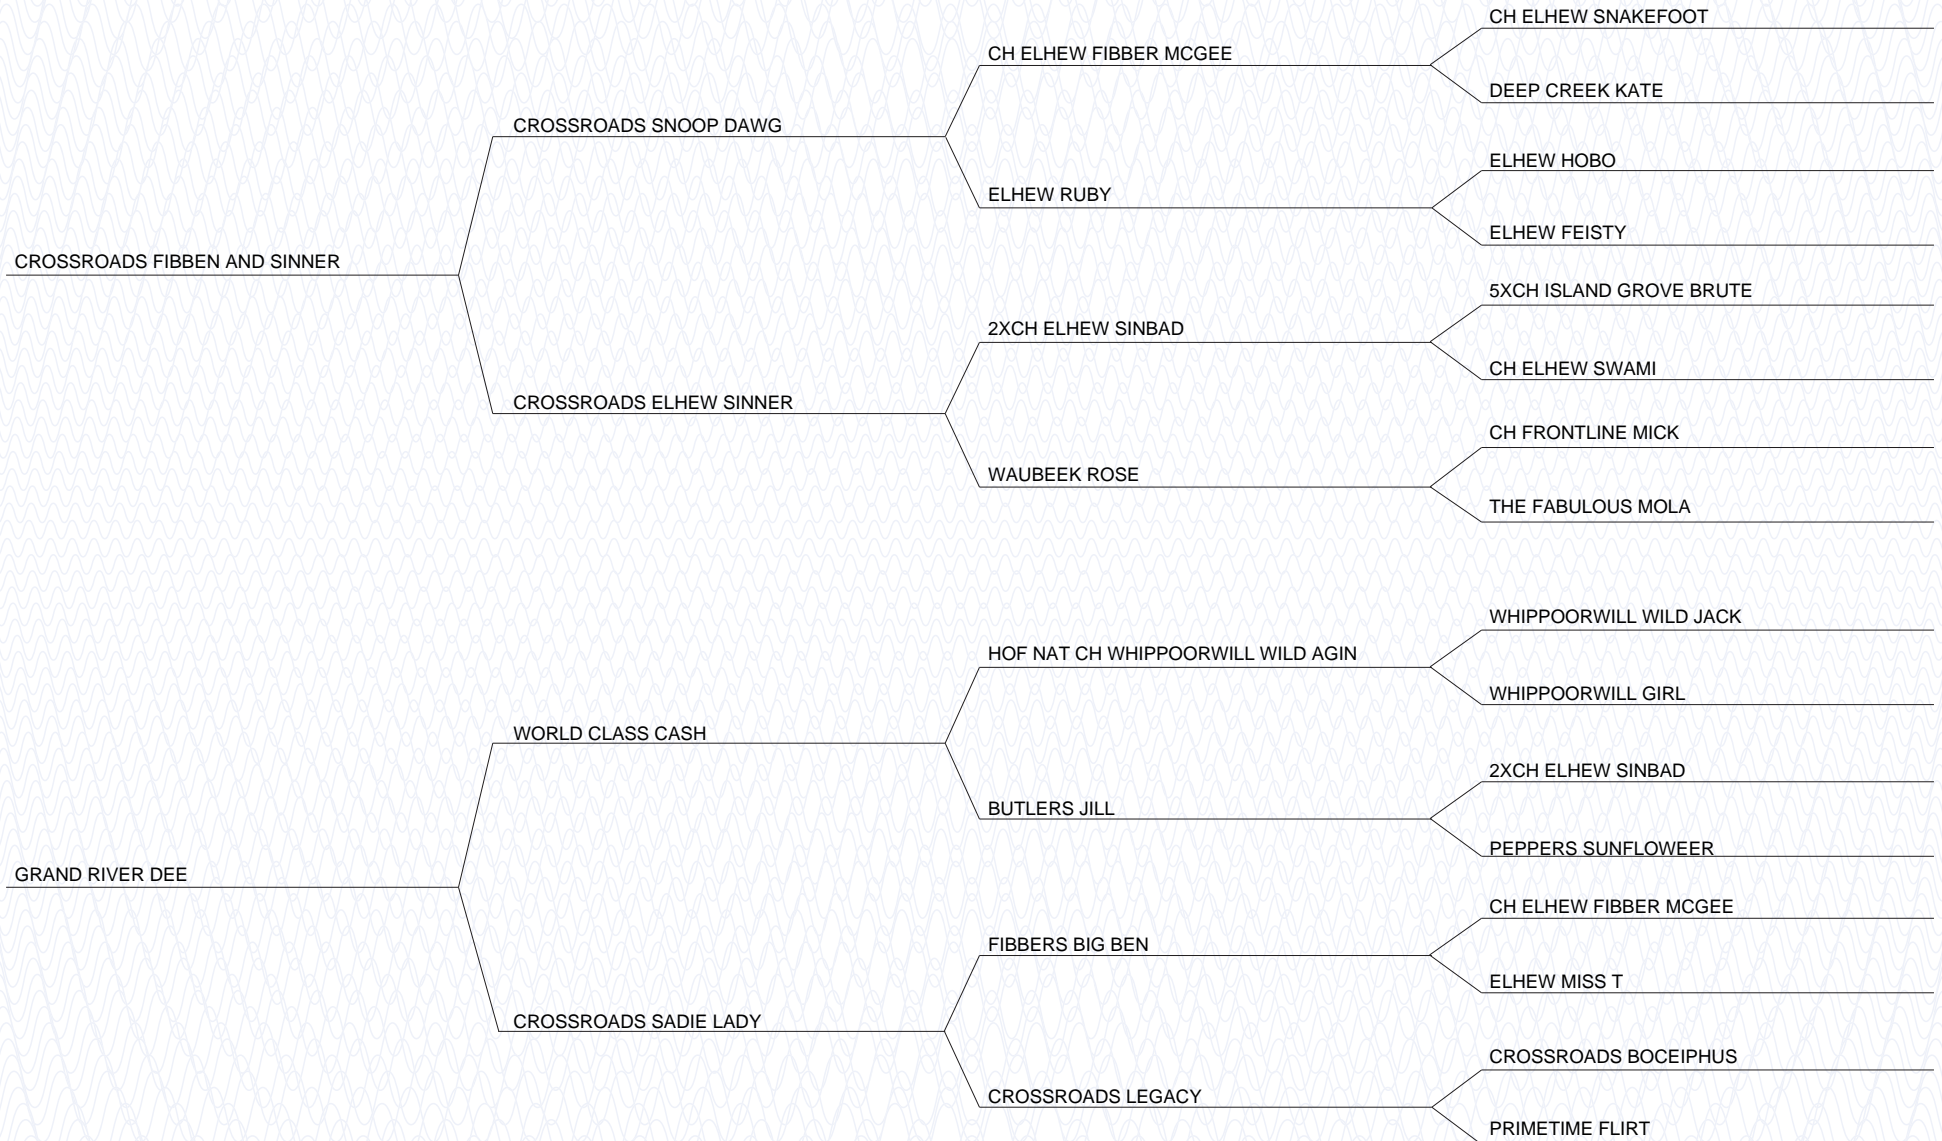 CH ELHEW SNAKEFOOT
CH ELHEW FIBBER MCGEE
DEEP CREEK KATE
CROSSROADS SNOOP DAWG
ELHEW HOBO
ELHEW RUBY
ELHEW FEISTY
CROSSROADS FIBBEN AND SINNER
5XCH ISLAND GROVE BRUTE
2XCH ELHEW SINBAD
CH ELHEW SWAMI
CROSSROADS ELHEW SINNER
CH FRONTLINE MICK
WAUBEEK ROSE
THE FABULOUS MOLA
WHIPPOORWILL WILD JACK
HOF NAT CH WHIPPOORWILL WILD AGIN
WHIPPOORWILL GIRL
WORLD CLASS CASH
2XCH ELHEW SINBAD
BUTLERS JILL
PEPPERS SUNFLOWEER
GRAND RIVER DEE
CH ELHEW FIBBER MCGEE
FIBBERS BIG BEN
ELHEW MISS T
CROSSROADS SADIE LADY
CROSSROADS BOCEIPHUS
CROSSROADS LEGACY
PRIMETIME FLIRT